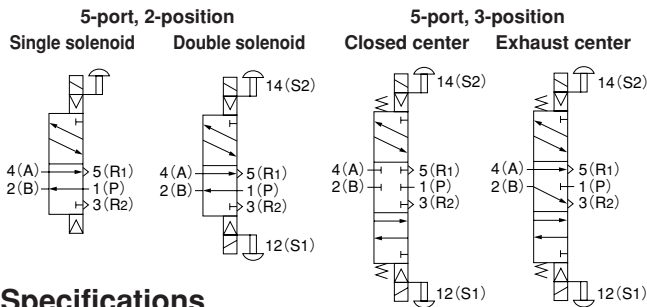 5-port, 2-position
Single solenoid
Double solenoid
4(A)
2(B)
5(R1)
1(P)
3(R2)
14(S2)
4(A)
2(B)
5(R1)
1(P)
3(R2)
12(S1)
5-port, 3-position
Closed center
Exhaust center
14(S2)
4(A)
2(B)
5(R1)
1(P)
3(R2)
12(S1)
14(S2)
4(A)
2(B)
5(R1)
1(P)
3(R2)
12(S1)
Specifications